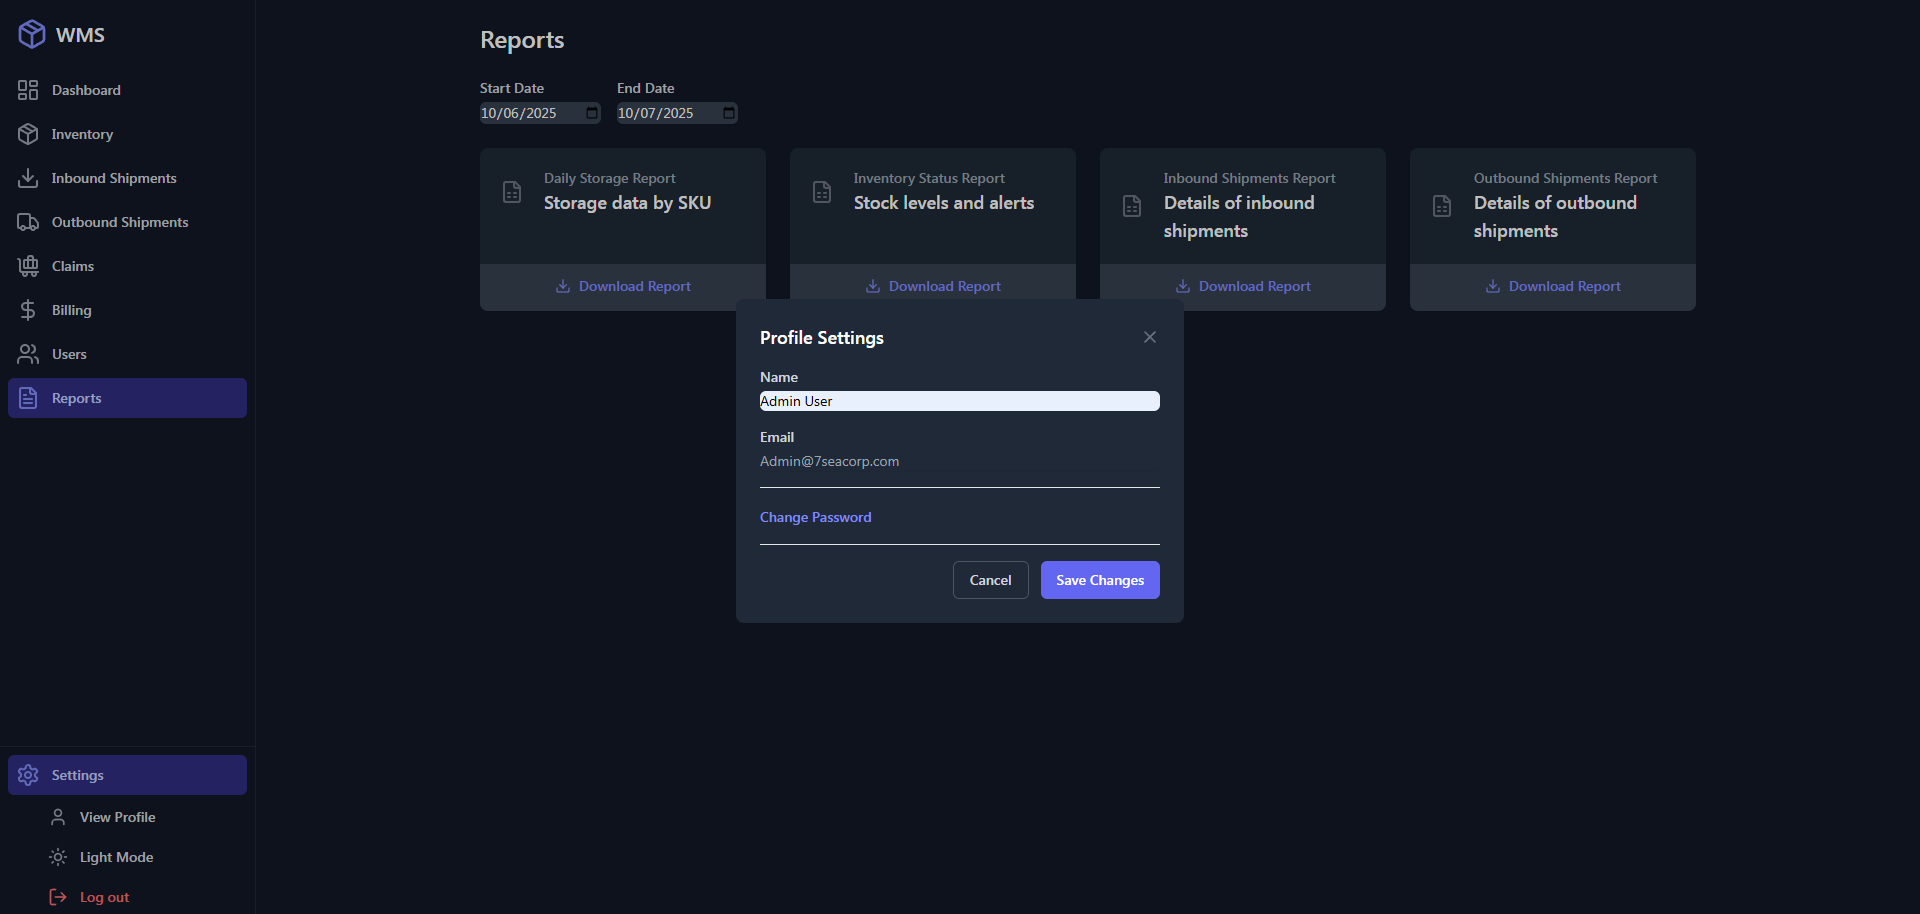 WMS
Dashboard
Inventory
Inbound Shipments
Outbound Shipments
Claims
Billing
Users
Reports
Settings
View Profile
Light Mode
Log out
Reports
Start Date
End Date
10/06/2025
10/07/2025
Daily Storage Report
Storage data by SKU
Download Report
Inventory Status Report
Stock levels and alerts
Download Report
Inbound Shipments Report
Details of inbound
shipments
Download Report
Outbound Shipments Report
Details of outbound
shipments
Download Report
Profile Settings
Name
Admin User
Email
Admin@7seacorp.com
Change Password
Cancel
Save Changes